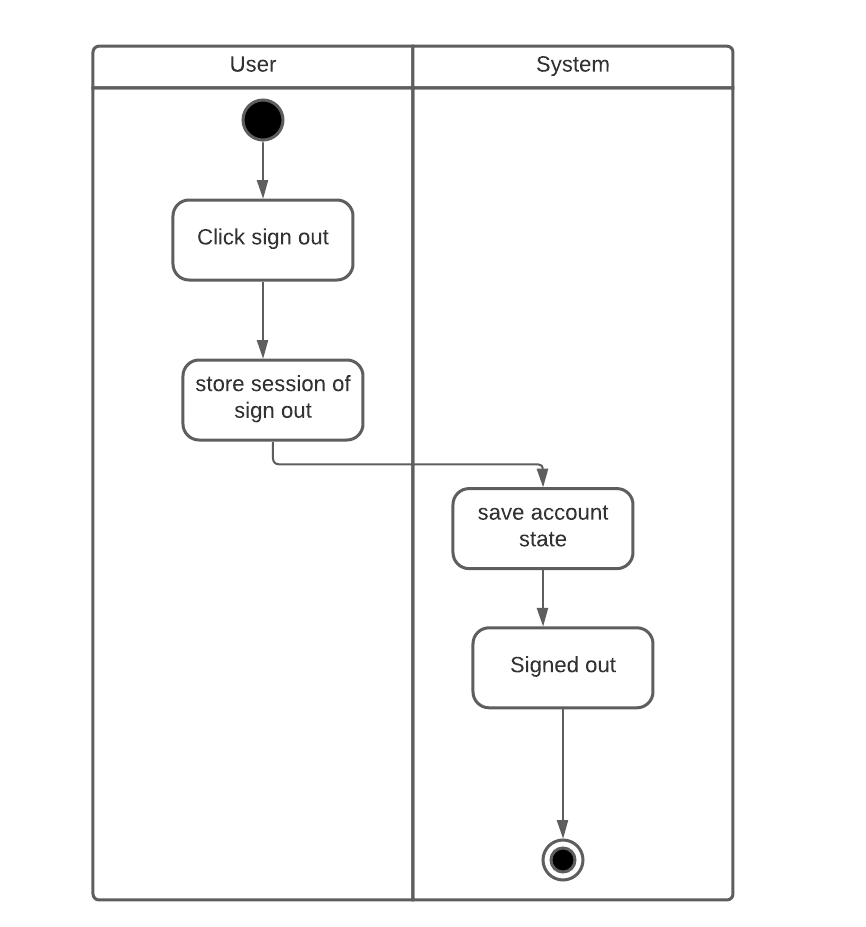 User
System
Click sign out
store session of
sign out
save account
state
Signed out